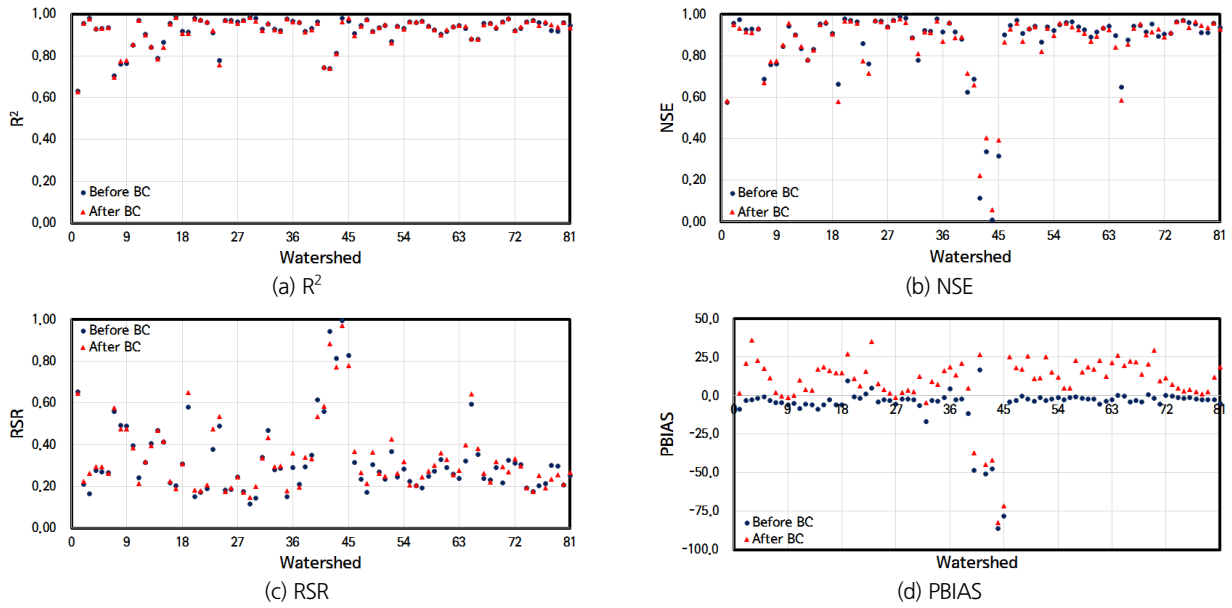 1,00
0,80
0,60
0,40
0,20
0,00
R²
Before BC
After BC
0 9 18 27 36 45 54 63 72 81
Watershed
(a) R²
1,00
0,80
0,60
0,40
0,20
0,00
NSE
Before BC
After BC
0 9 18 27 36 45 54 63 72 81
Watershed
(b) NSE
1,00
0,80
0,60
0,40
0,20
0,00
RSR
Before BC
After BC
0 9 18 27 36 45 54 63 72 81
Watershed
(c) RSR
50,0
25,0
0,0
-25,0
-50,0
-75,0
-100,0
PBIAS
0 9 18 27 36 45 54 63 72 81
Before BC
After BC
Watershed
(d) PBIAS